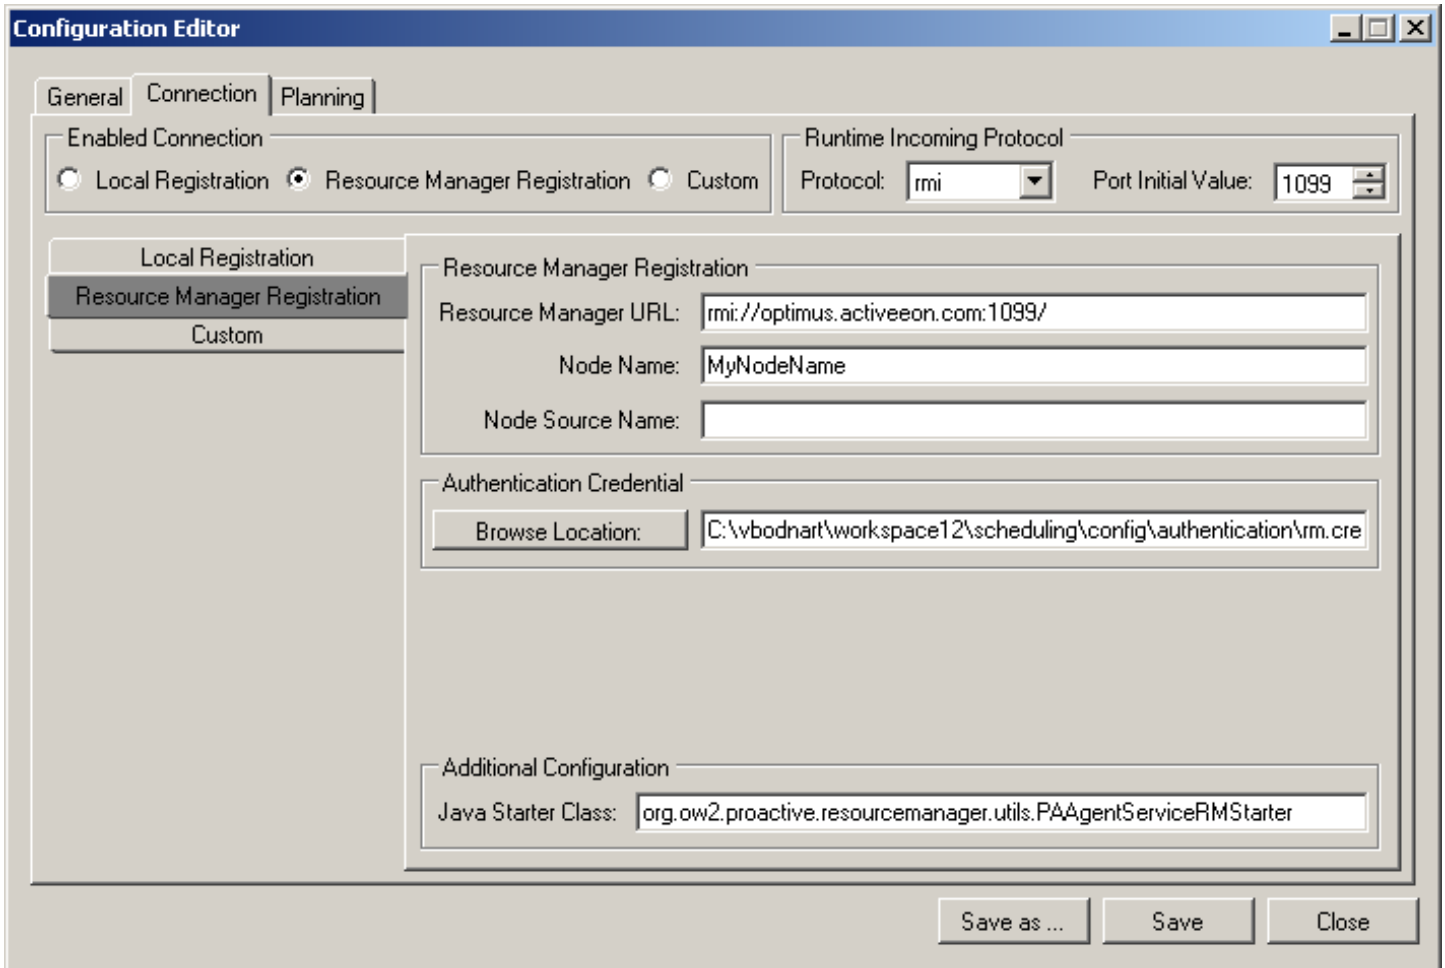 Configuration Editor
General Connection Planning
Enabled Connection
Local Registration Resource Manager Registration Custom
Runtime Incoming Protocol
Protocol: rmi Port Initial Value: 1099
Local Registration
Resource Manager Registration
Custom
Resource Manager Registration
Resource Manager URL: rmi://optimus.activeeon.com:1099/
Node Name: MyNodeName
Node Source Name:
Authentication Credential
Browse Location: C:\vbodnart\workspace12\scheduling\config\authentication\rm.cre
Additional Configuration
Java Starter Class: org.ow2.proactive.resourcemanager.utils.PAAgentServiceRMStarter
Save as ... Save Close